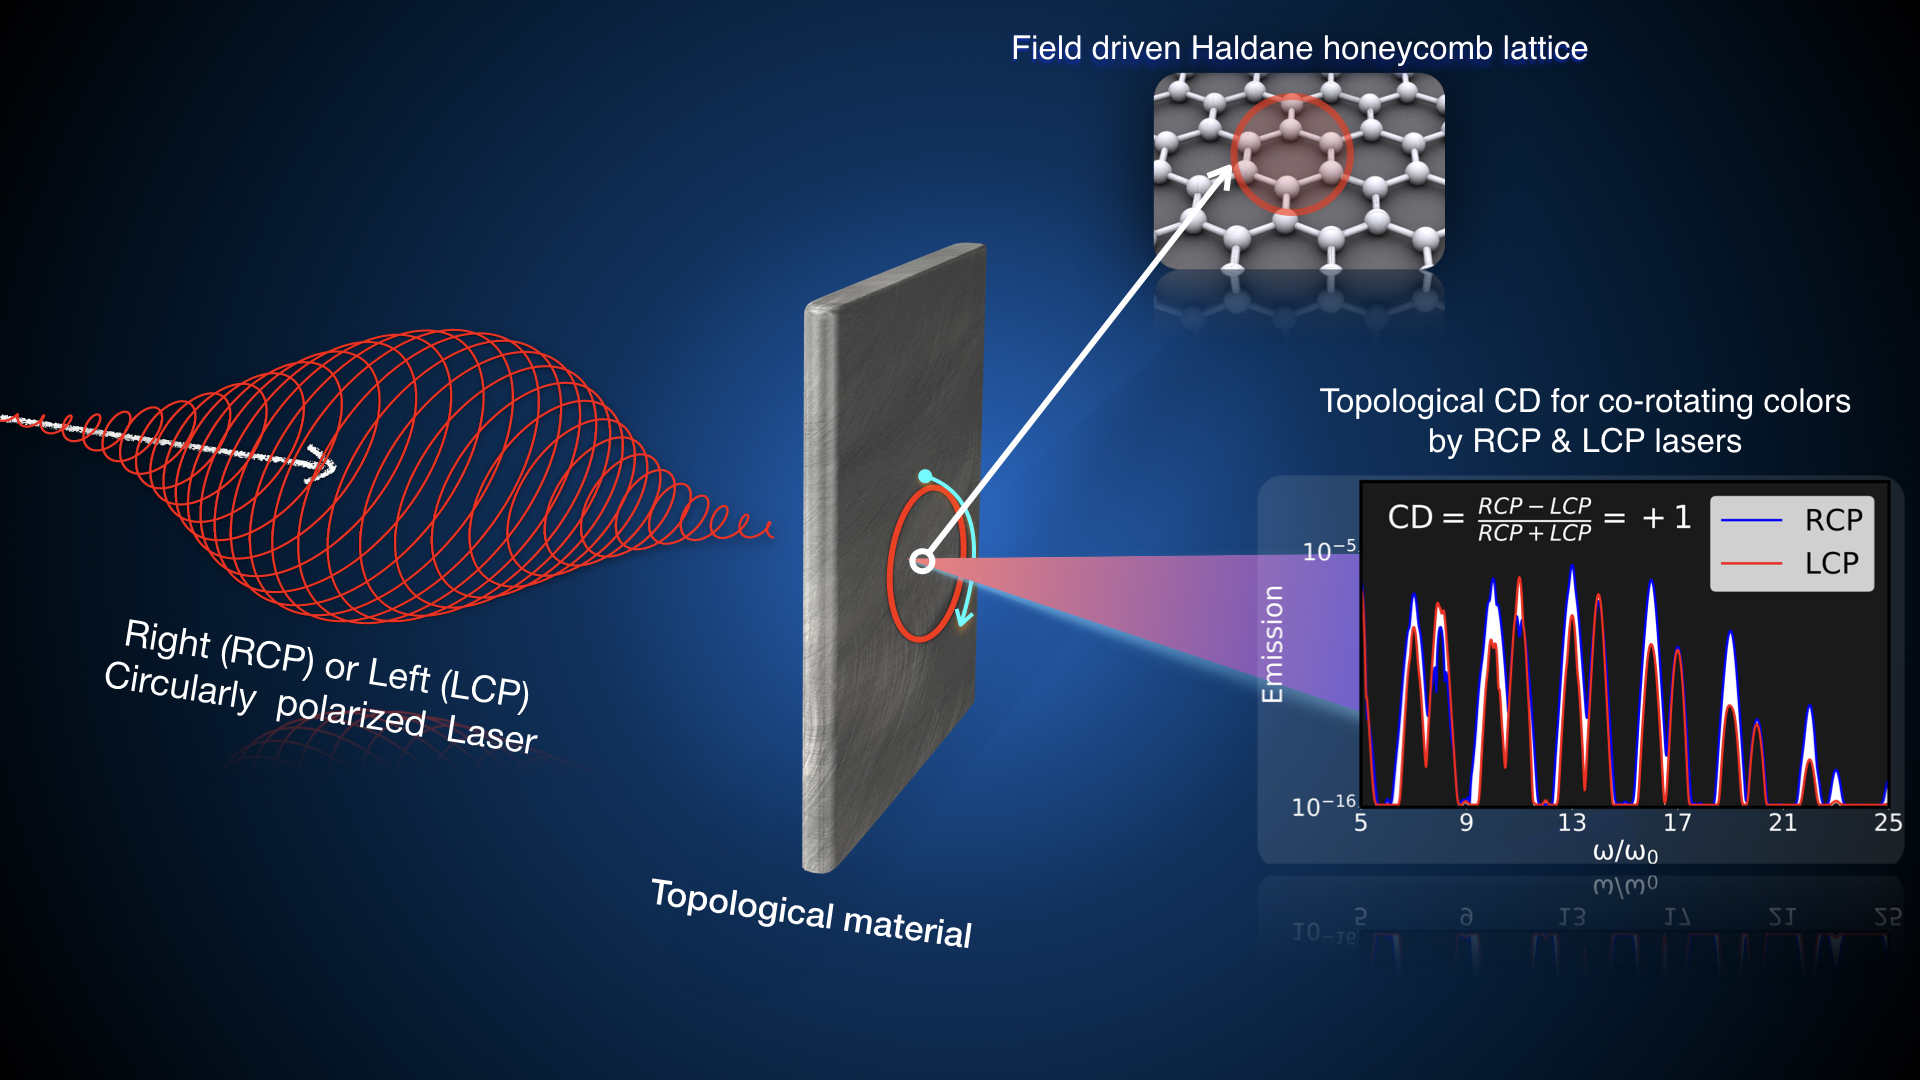 Field driven Haldane honeycomb lattice
Right (RCP) or Left (LCP)
Circularly polarized Laser
Topological material
Topological CD for co-rotating colors
by RCP & LCP lasers
CD = \frac{RCP − LCP}{RCP + LCP} = + 1
RCP
LCP
Emission
10⁻⁵
10⁻¹⁶
5 9 13 17 21 25
ω/ω₀